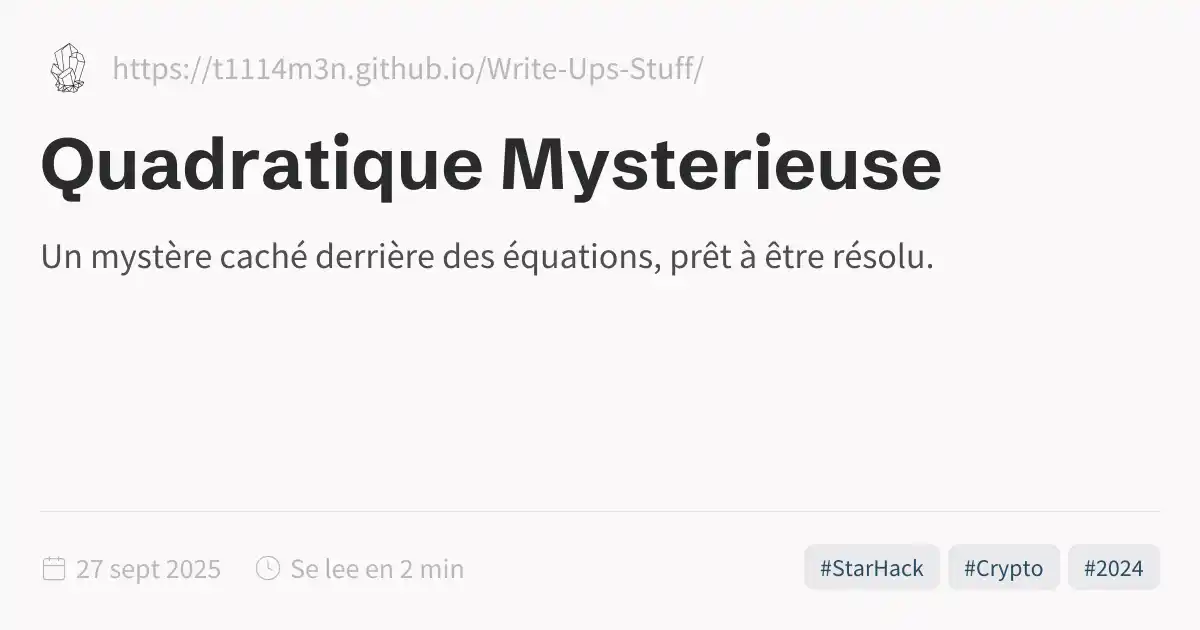 https://t1114m3n.github.io/Write-Ups-Stuff/
Quadratique Mysterieuse
Un mystère caché derrière des équations, prêt à être résolu.
27 sept 2025
Se lee en 2 min
#StarHack
#Crypto
#2024